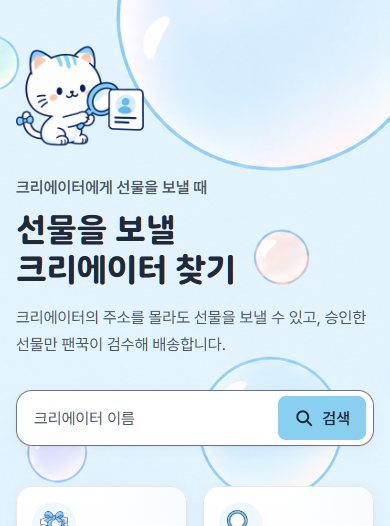 크리에이터에게 선물을 보낼 때
선물을 보낼
크리에이터 찾기
크리에이터의 주소를 몰라도 선물을 보낼 수 있고, 승인한
선물만 팬꾹이 검수해 배송합니다.
크리에이터 이름
검색